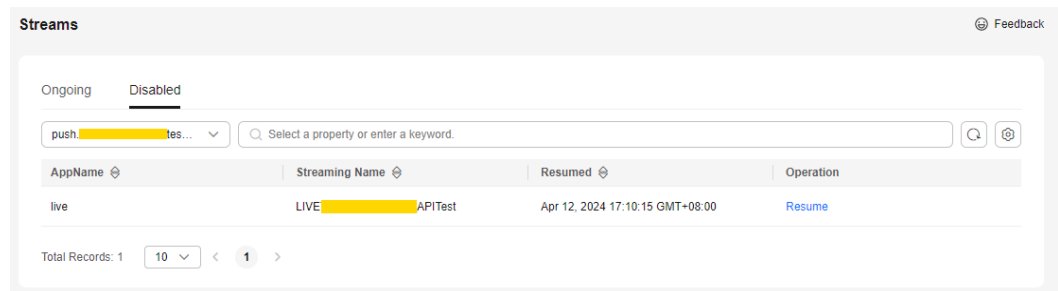 Streams Feedback
Ongoing Disabled
push. tes... Select a property or enter a keyword.
AppName Streaming Name Resumed Operation
live LIVE APITest Apr 12, 2024 17:10:15 GMT+08:00 Resume
Total Records: 1 10 < 1 >